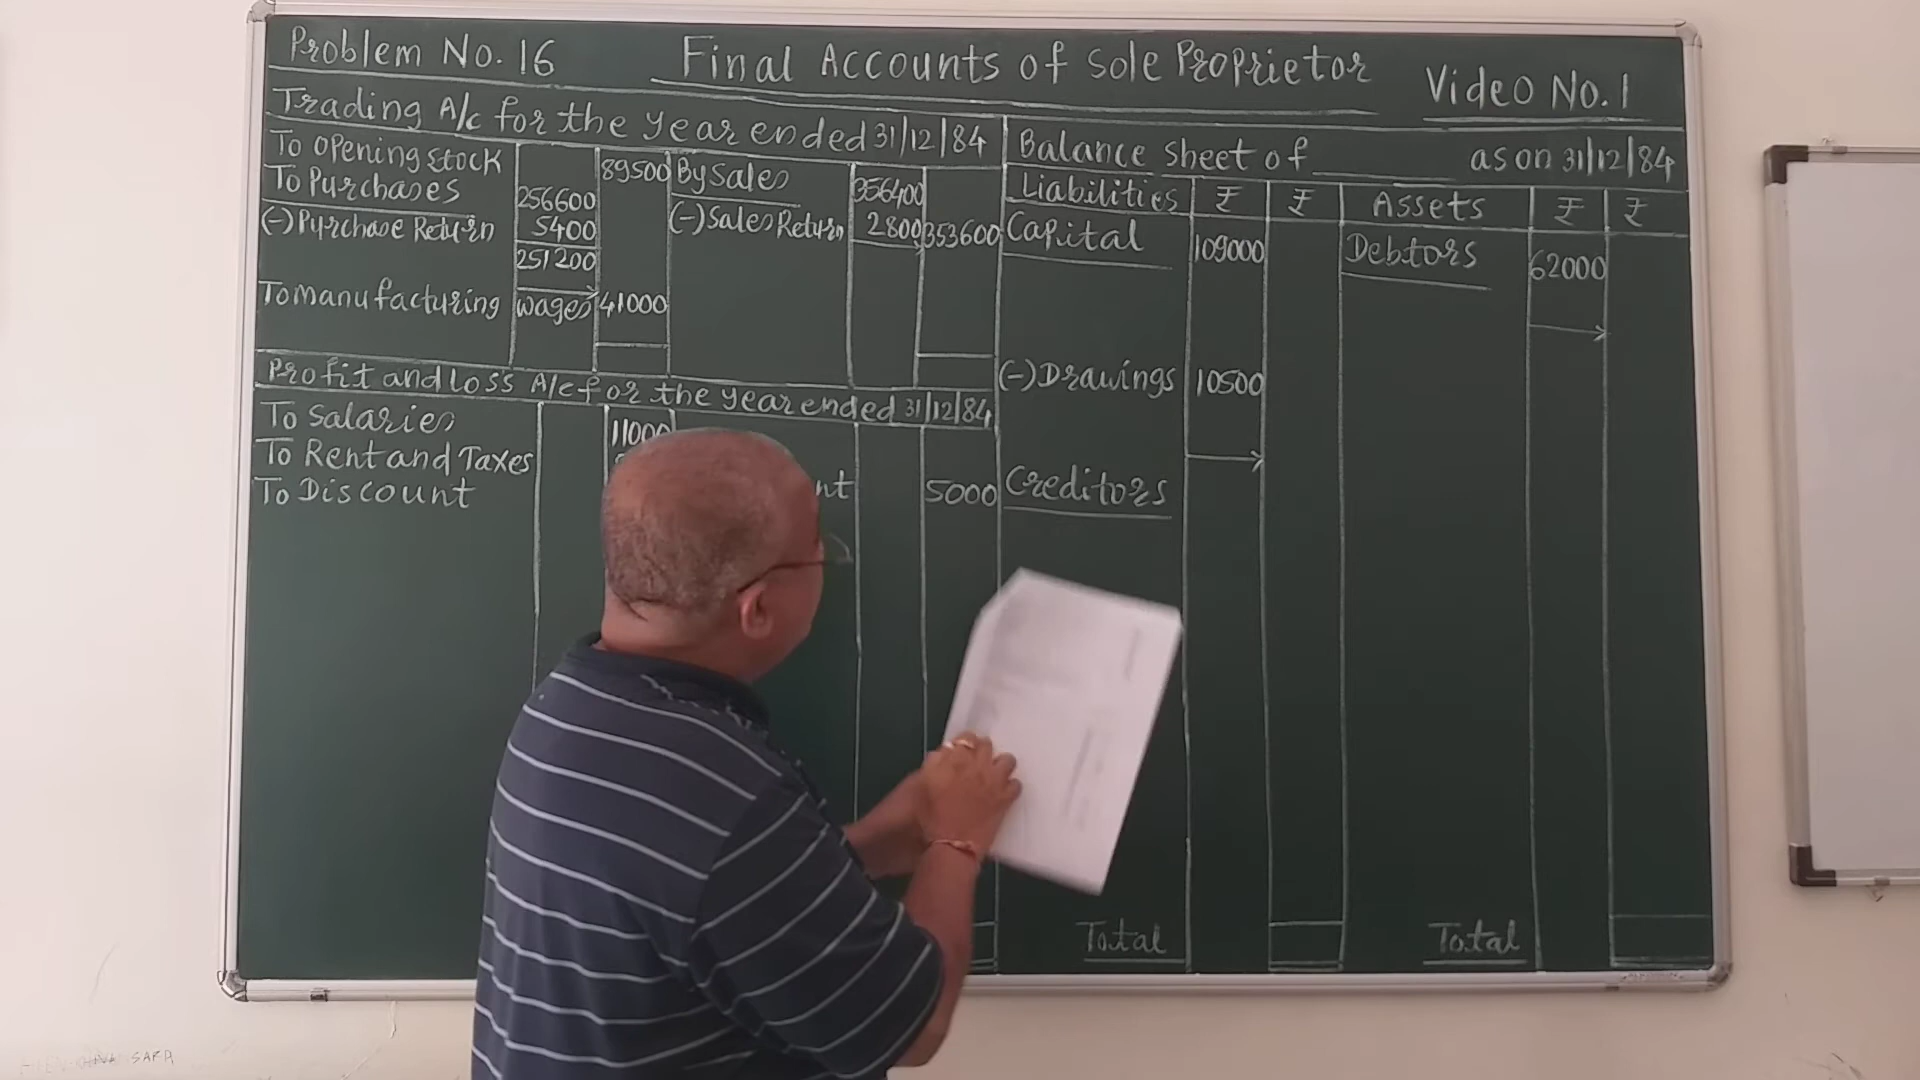 Problem No. 16
Final Accounts of Sole Proprietor
Video No. 1
Trading A/c for the year ended 31/12/84
To opening stock 89500 By Sales 356400
To Purchases 256600
(-) Purchase Return 5400 (-) Sales Return 2800 353600
251200
To manufacturing wages 41000
Profit and Loss A/c for the year ended 31/12/84
To Salaries 11000
To Rent and Taxes
To Discount 5000
Balance sheet of as on 31/12/84
Liabilities ₹ ₹ Assets ₹ ₹
Capital 109000 Debtors 62000
(-) Drawings 10500
Creditors
Total Total
SAFA